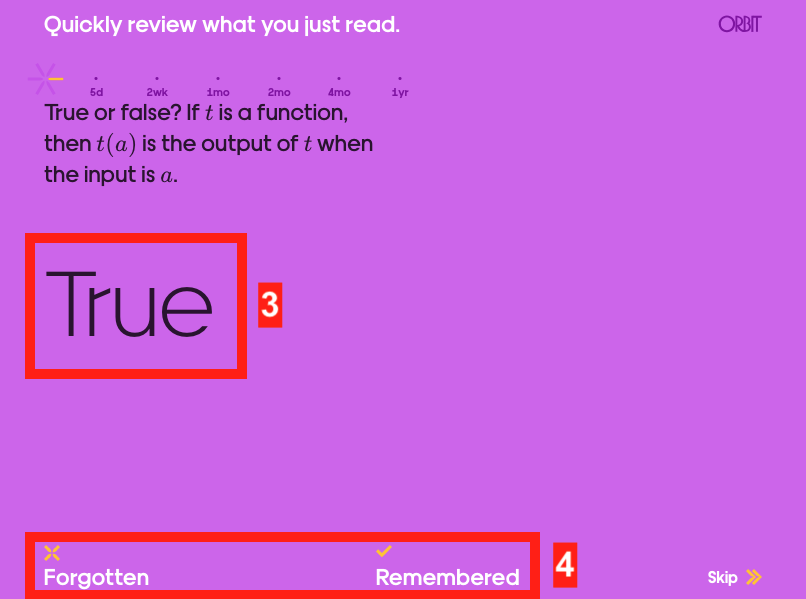 Quickly review what you just read.
ORBIT
5d 2wk 1mo 2mo 4mo 1yr
True or false? If t is a function,
then t(a) is the output of t when
the input is a.
True
3
4
Forgotten Remembered
Skip